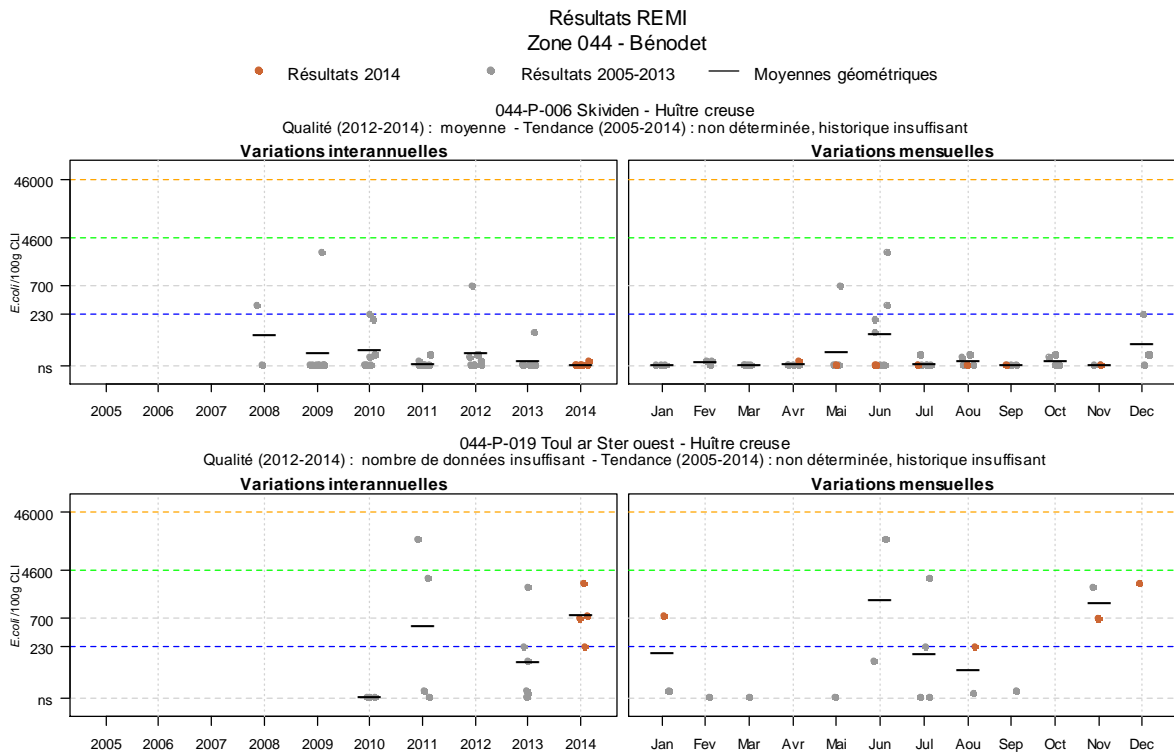 Résultats REMI
Zone 044 - Bénodet
Résultats 2014 Résultats 2005-2013 Moyennes géométriques
044-P-006 Skividen - Huître creuse
Qualité (2012-2014) : moyenne - Tendance (2005-2014) : non déterminée, historique insuffisant
Variations interannuelles Variations mensuelles
46000
4600
700
230
ns
E.coli/100g CLI
2005 2006 2007 2008 2009 2010 2011 2012 2013 2014 Jan Fev Mar Avr Mai Jun Jul Aou Sep Oct Nov Dec
044-P-019 Toul ar Ster ouest - Huître creuse
Qualité (2012-2014) : nombre de données insuffisant - Tendance (2005-2014) : non déterminée, historique insuffisant
Variations interannuelles Variations mensuelles
46000
4600
700
230
ns
E.coli/100g CLI
2005 2006 2007 2008 2009 2010 2011 2012 2013 2014 Jan Fev Mar Avr Mai Jun Jul Aou Sep Oct Nov Dec